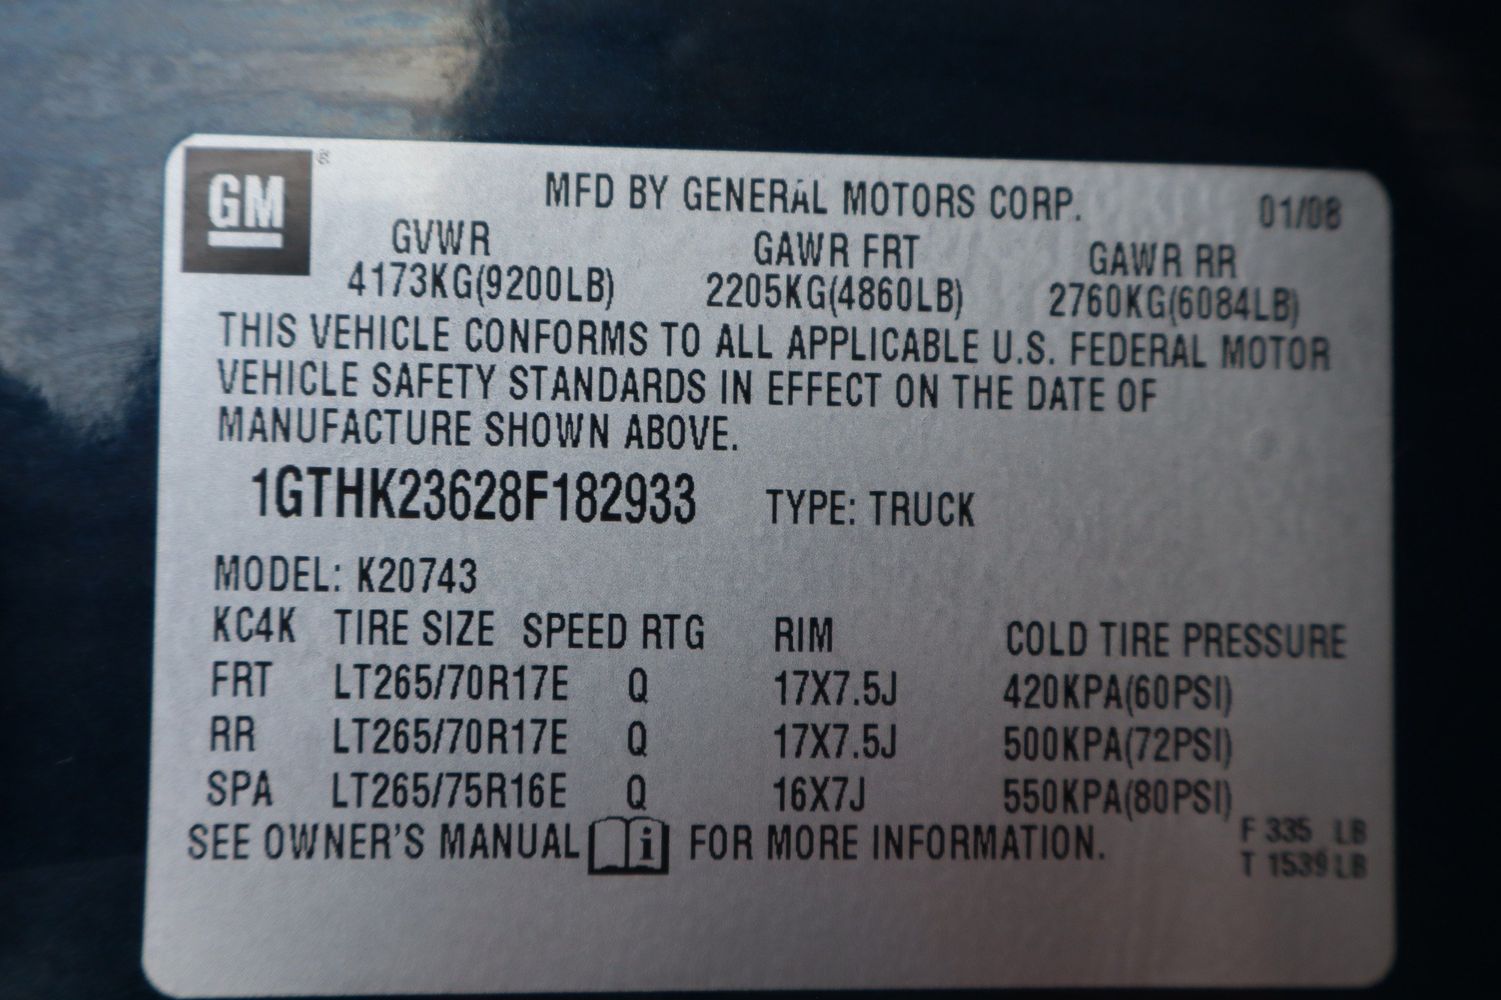 GM ®
MFD BY GENERAL MOTORS CORP. 01/08
GVWR GAWR FRT GAWR RR
4173KG(9200LB) 2205KG(4860LB) 2760KG(6084LB)
THIS VEHICLE CONFORMS TO ALL APPLICABLE U.S. FEDERAL MOTOR
VEHICLE SAFETY STANDARDS IN EFFECT ON THE DATE OF
MANUFACTURE SHOWN ABOVE.
1GTHK23628F182933 TYPE: TRUCK
MODEL: K20743
KC4K TIRE SIZE SPEED RTG RIM COLD TIRE PRESSURE
FRT LT265/70R17E Q 17X7.5J 420KPA(60PSI)
RR LT265/70R17E Q 17X7.5J 500KPA(72PSI)
SPA LT265/75R16E Q 16X7J 550KPA(80PSI)
SEE OWNER'S MANUAL i FOR MORE INFORMATION.
F 335 LB
T 1539 LB